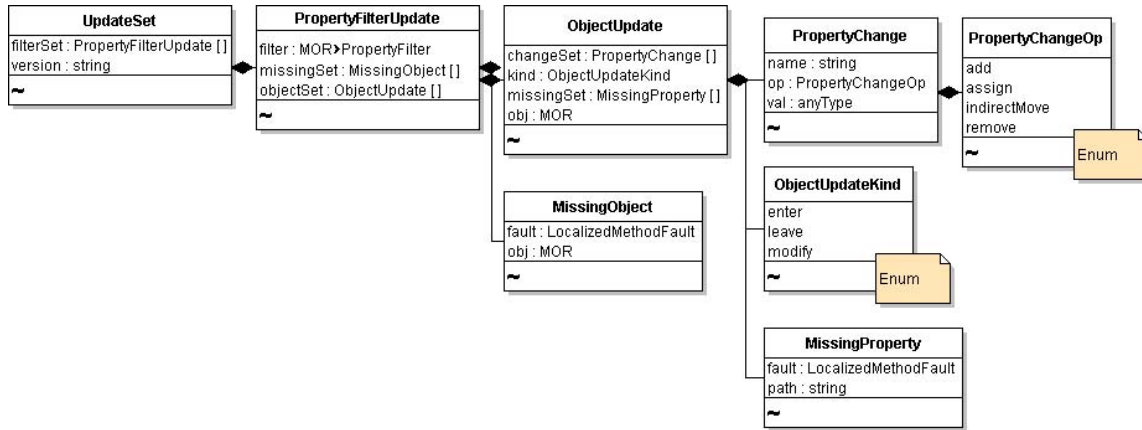 UpdateSet
filterSet : PropertyFilterUpdate [ ]
version : string
~
PropertyFilterUpdate
filter : MOR>PropertyFilter
missingSet : MissingObject [ ]
objectSet : ObjectUpdate [ ]
~
ObjectUpdate
changeSet : PropertyChange [ ]
kind : ObjectUpdateKind
missingSet : MissingProperty [ ]
obj : MOR
~
PropertyChange
name : string
op : PropertyChangeOp
val : anyType
~
PropertyChangeOp
add
assign
indirectMove
remove
~
Enum
MissingObject
fault : LocalizedMethodFault
obj : MOR
~
ObjectUpdateKind
enter
leave
modify
~
Enum
MissingProperty
fault : LocalizedMethodFault
path : string
~